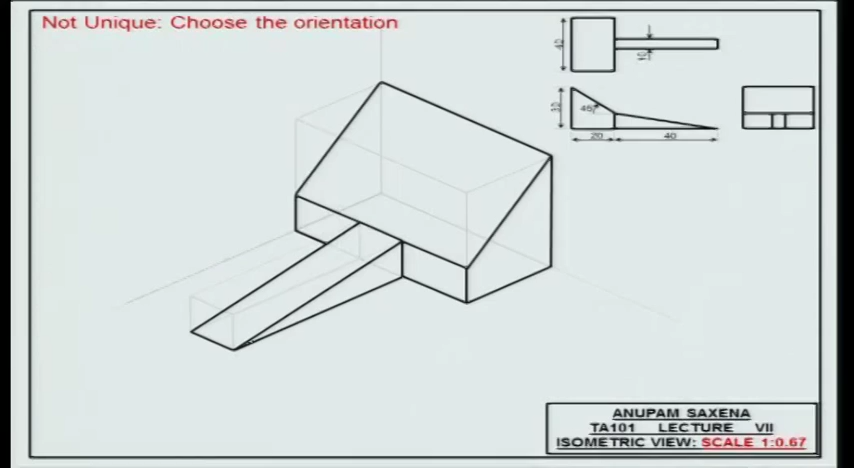 Not Unique: Choose the orientation
40
10
30
45°
20
40
ANUPAM SAXENA
TA101 LECTURE VII
ISOMETRIC VIEW: SCALE 1:0.67